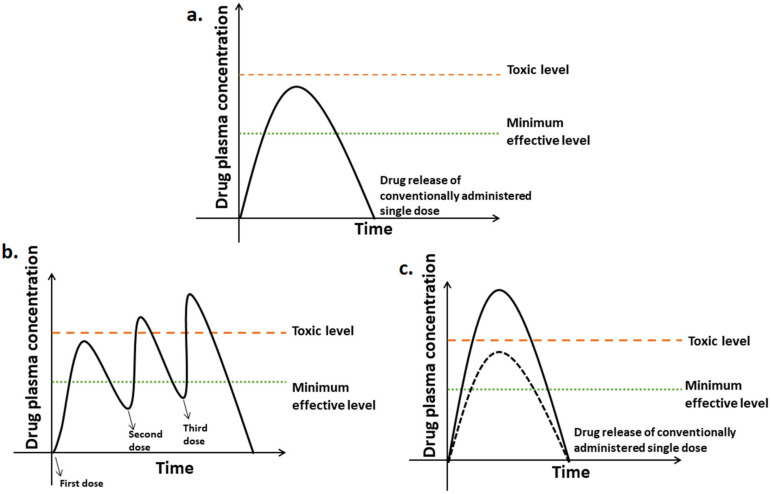 a.
Drug plasma concentration
Toxic level
Minimum
effective level
Drug release of
conventionally administered
single dose
Time
b.
Drug plasma concentration
Toxic level
Minimum
effective level
Second
dose
Third
dose
Time
First dose
c.
Drug plasma concentration
Toxic level
Minimum
effective level
Drug release of conventionally
administered single dose
Time